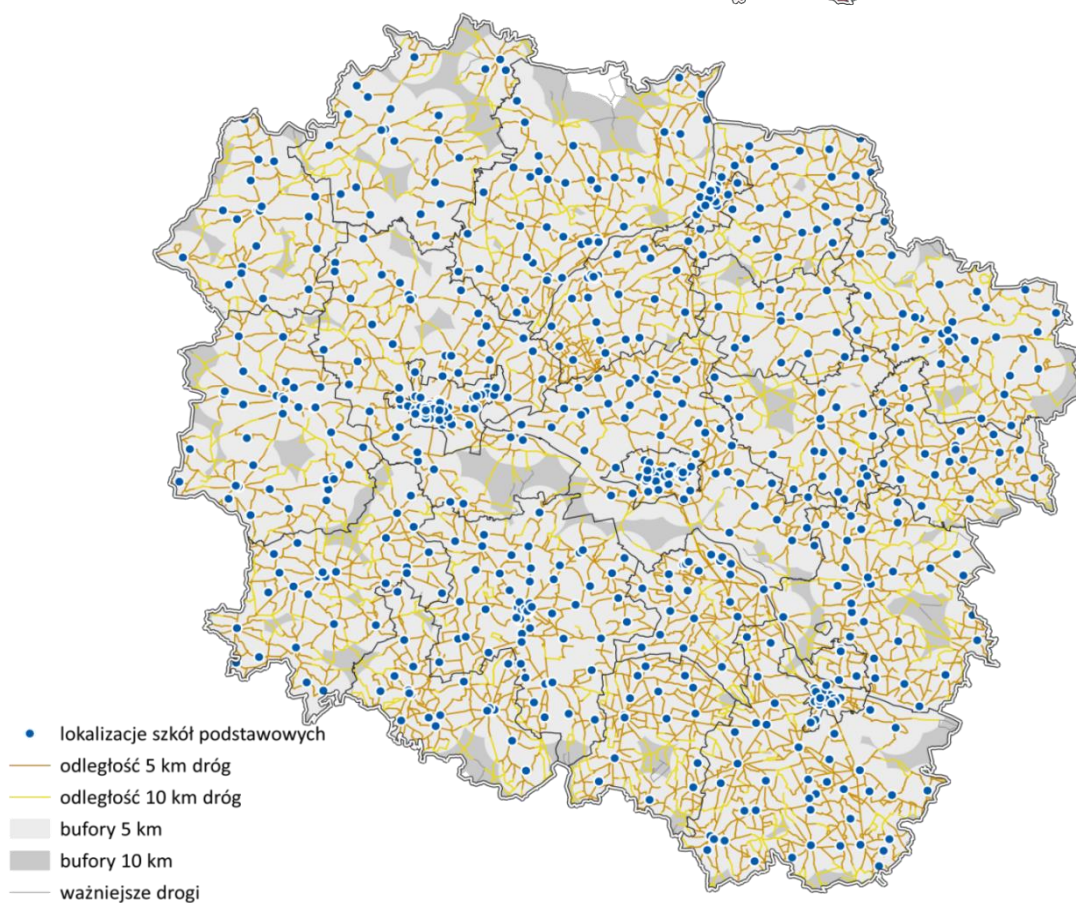 lokalizacje szkół podstawowych
odległość 5 km dróg
odległość 10 km dróg
bufory 5 km
bufory 10 km
ważniejsze drogi